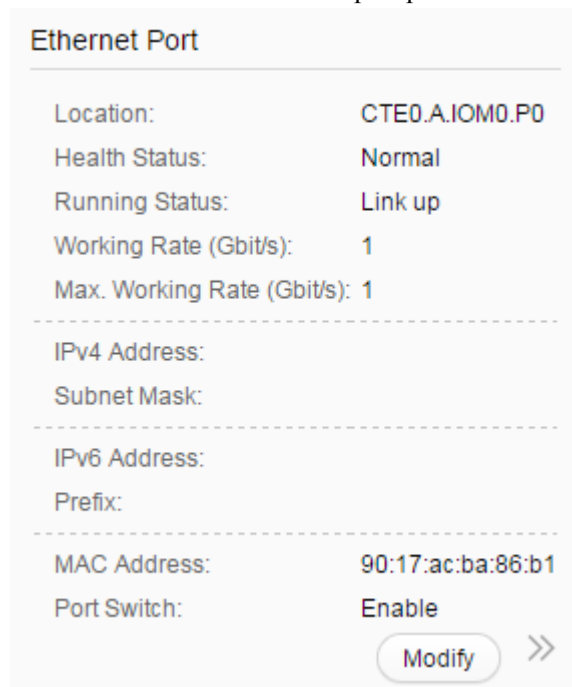 Ethernet Port
Location: CTE0.A.IOM0.P0
Health Status: Normal
Running Status: Link up
Working Rate (Gbit/s): 1
Max. Working Rate (Gbit/s): 1
IPv4 Address:
Subnet Mask:
IPv6 Address:
Prefix:
MAC Address: 90:17:ac:ba:86:b1
Port Switch: Enable
Modify